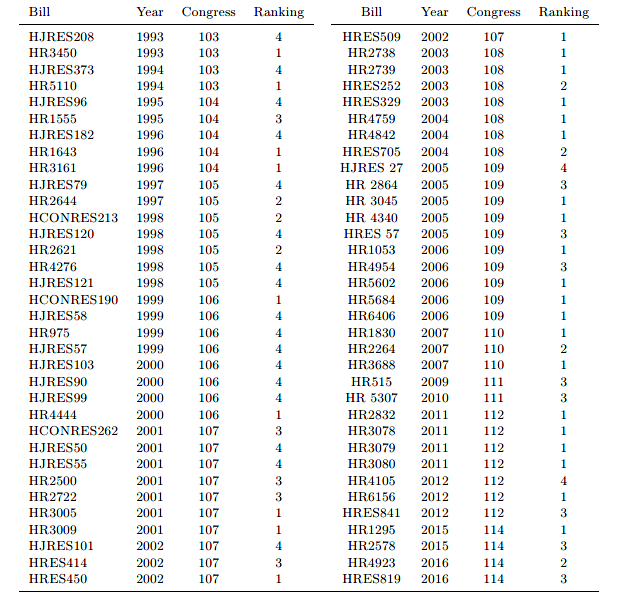 Bill Year Congress Ranking Bill Year Congress Ranking
HJRES208 1993 103 4 HRES509 2002 107 1
HR3450 1993 103 1 HR2738 2003 108 1
HJRES373 1994 103 4 HR2739 2003 108 1
HR5110 1994 103 1 HRES252 2003 108 2
HJRES96 1995 104 4 HRES329 2003 108 1
HR1555 1995 104 3 HR4759 2004 108 1
HJRES182 1996 104 4 HR4842 2004 108 1
HR1643 1996 104 1 HRES705 2004 108 2
HR3161 1996 104 1 HJRES 27 2005 109 4
HJRES79 1997 105 4 HR 2864 2005 109 3
HR2644 1997 105 2 HR 3045 2005 109 1
HCONRES213 1998 105 2 HR 4340 2005 109 1
HJRES120 1998 105 4 HRES 57 2005 109 3
HR2621 1998 105 2 HR1053 2006 109 1
HR4276 1998 105 4 HR4954 2006 109 3
HJRES121 1998 105 4 HR5602 2006 109 1
HCONRES190 1999 106 1 HR5684 2006 109 1
HJRES58 1999 106 4 HR6406 2006 109 1
HR975 1999 106 4 HR1830 2007 110 1
HJRES57 1999 106 4 HR2264 2007 110 2
HJRES103 2000 106 4 HR3688 2007 110 1
HJRES90 2000 106 4 HR515 2009 111 3
HJRES99 2000 106 4 HR 5307 2010 111 3
HR4444 2000 106 1 HR2832 2011 112 1
HCONRES262 2001 107 3 HR3078 2011 112 1
HJRES50 2001 107 4 HR3079 2011 112 1
HJRES55 2001 107 4 HR3080 2011 112 1
HR2500 2001 107 3 HR4105 2012 112 4
HR2722 2001 107 3 HR6156 2012 112 1
HR3005 2001 107 1 HRES841 2012 112 3
HR3009 2001 107 1 HR1295 2015 114 1
HJRES101 2002 107 4 HR2578 2015 114 3
HRES414 2002 107 3 HR4923 2016 114 2
HRES450 2002 107 1 HRES819 2016 114 3